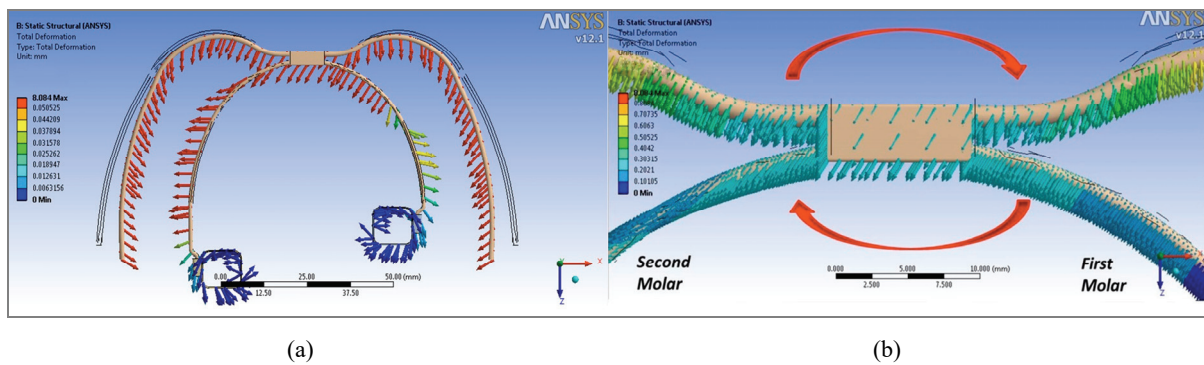 B: Static Structural (ANSYS)
Total Deformation
Type: Total Deformation
Unit: mm
ANSYS
v12.1
8.084 Max
0.050525
0.044209
0.037894
0.031578
0.025262
0.018947
0.012631
0.0063156
0 Min
0.00
25.00
50.00 (mm)
12.50
37.50
X
Z
B: Static Structural (ANSYS)
Total Deformation
Type: Total Deformation
Unit: mm
ANSYS
v12.1
0.70735
0.6063
0.50525
0.4042
0.30315
0.2021
0.10105
0 Min
Second
Molar
0.000
5.000
10.000 (mm)
2.500
7.500
First
Molar
X
Z
(a)
(b)